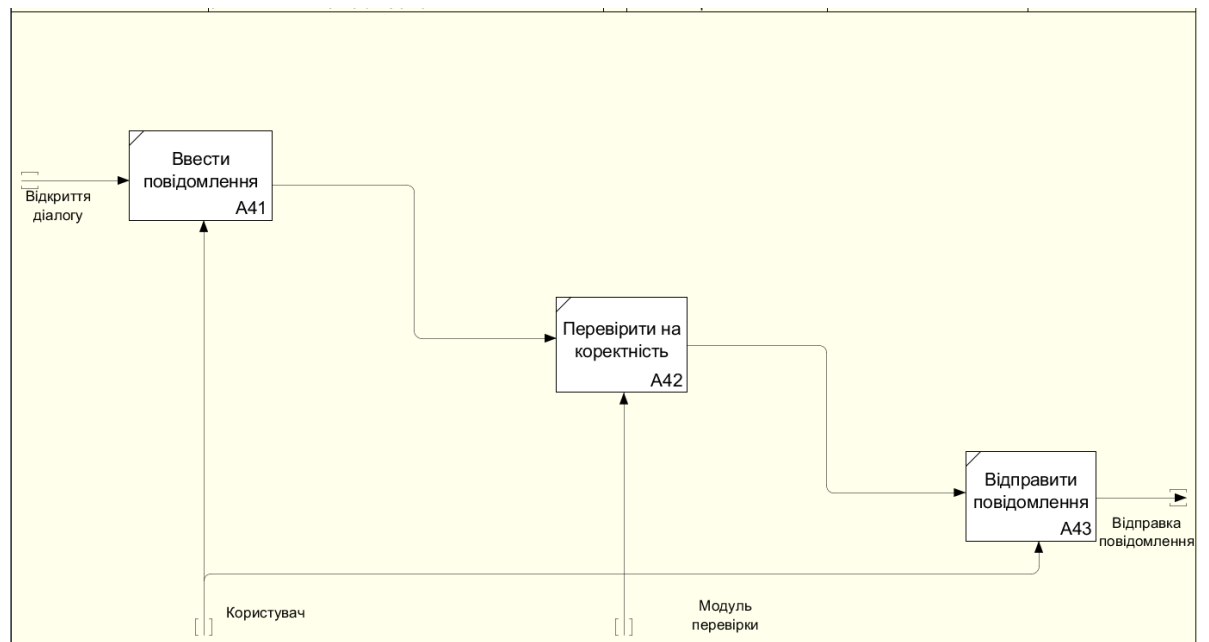 Ввести
повідомлення
A41
Відкриття
діалогу
Перевірити на
коректність
A42
Відправити
повідомлення
A43
Відправка
повідомлення
Користувач
Модуль
перевірки